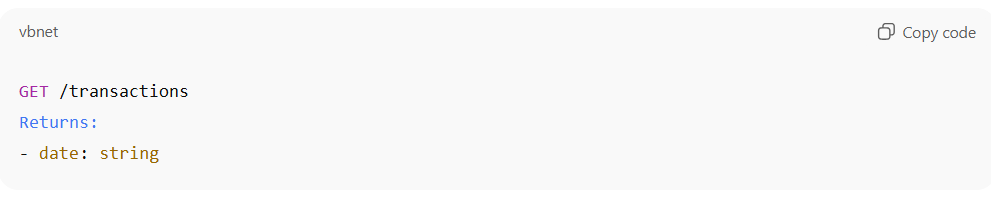 vbnet
Copy code
GET /transactions
Returns:
- date: string